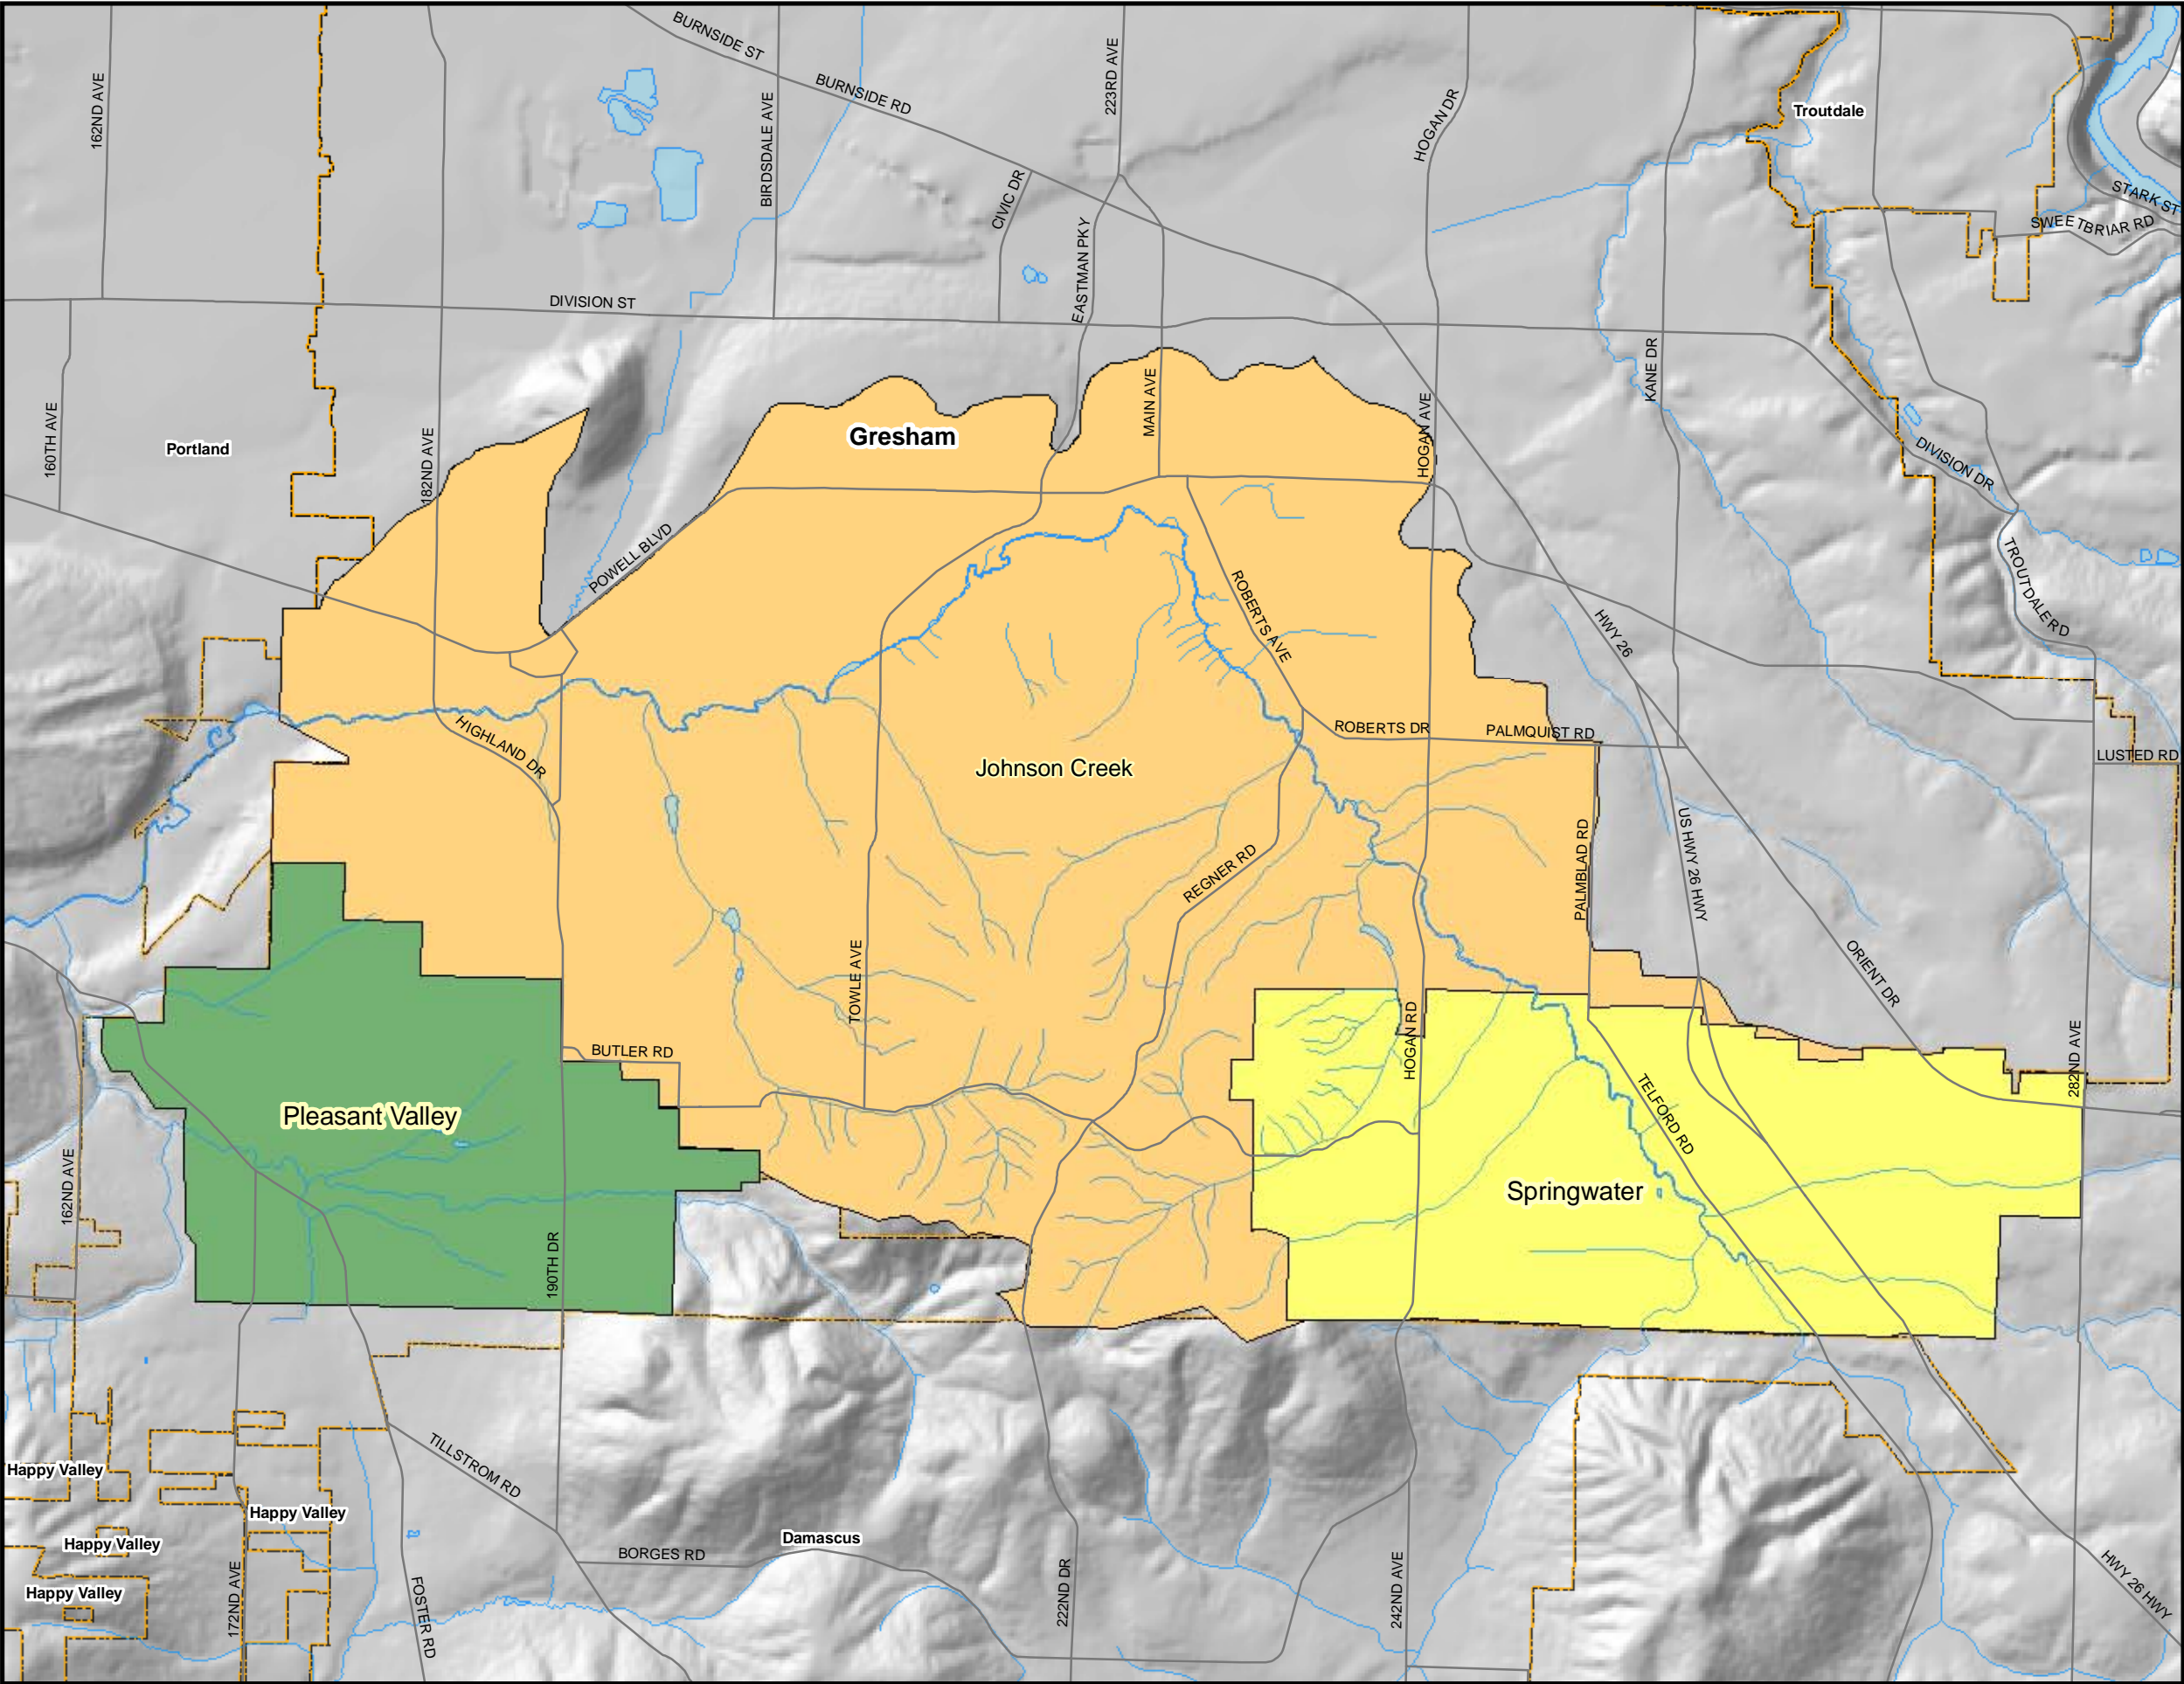 BURNSIDE ST
BURNSIDE RD
162ND AVE
BIRDSDALE AVE
223RD AVE
HOGAN DR
Troutdale
CIVIC DR
EASTMAN PKY
STARK ST
SWEETBRIAR RD
DIVISION ST
160TH AVE
Portland
182ND AVE
Gresham
MAIN AVE
HOGAN AVE
KANE DR
DIVISION DR
POWELL BLVD
ROBERTS AVE
HWY 26
TROUTDALE RD
HIGHLAND DR
ROBERTS DR
PALMQUIST RD
LUSTED RD
Johnson Creek
REGNER RD
PALMBLAD RD
US HWY 26 HWY
TOWLE AVE
ORIENT DR
BUTLER RD
HOGAN RD
282ND AVE
Pleasant Valley
TELFORD RD
162ND AVE
Springwater
190TH DR
TILLSTROM RD
Happy Valley
Happy Valley
Happy Valley
Happy Valley
Damascus
BORGES RD
172ND AVE
FOSTER RD
222ND DR
242ND AVE
HWY 26 HWY